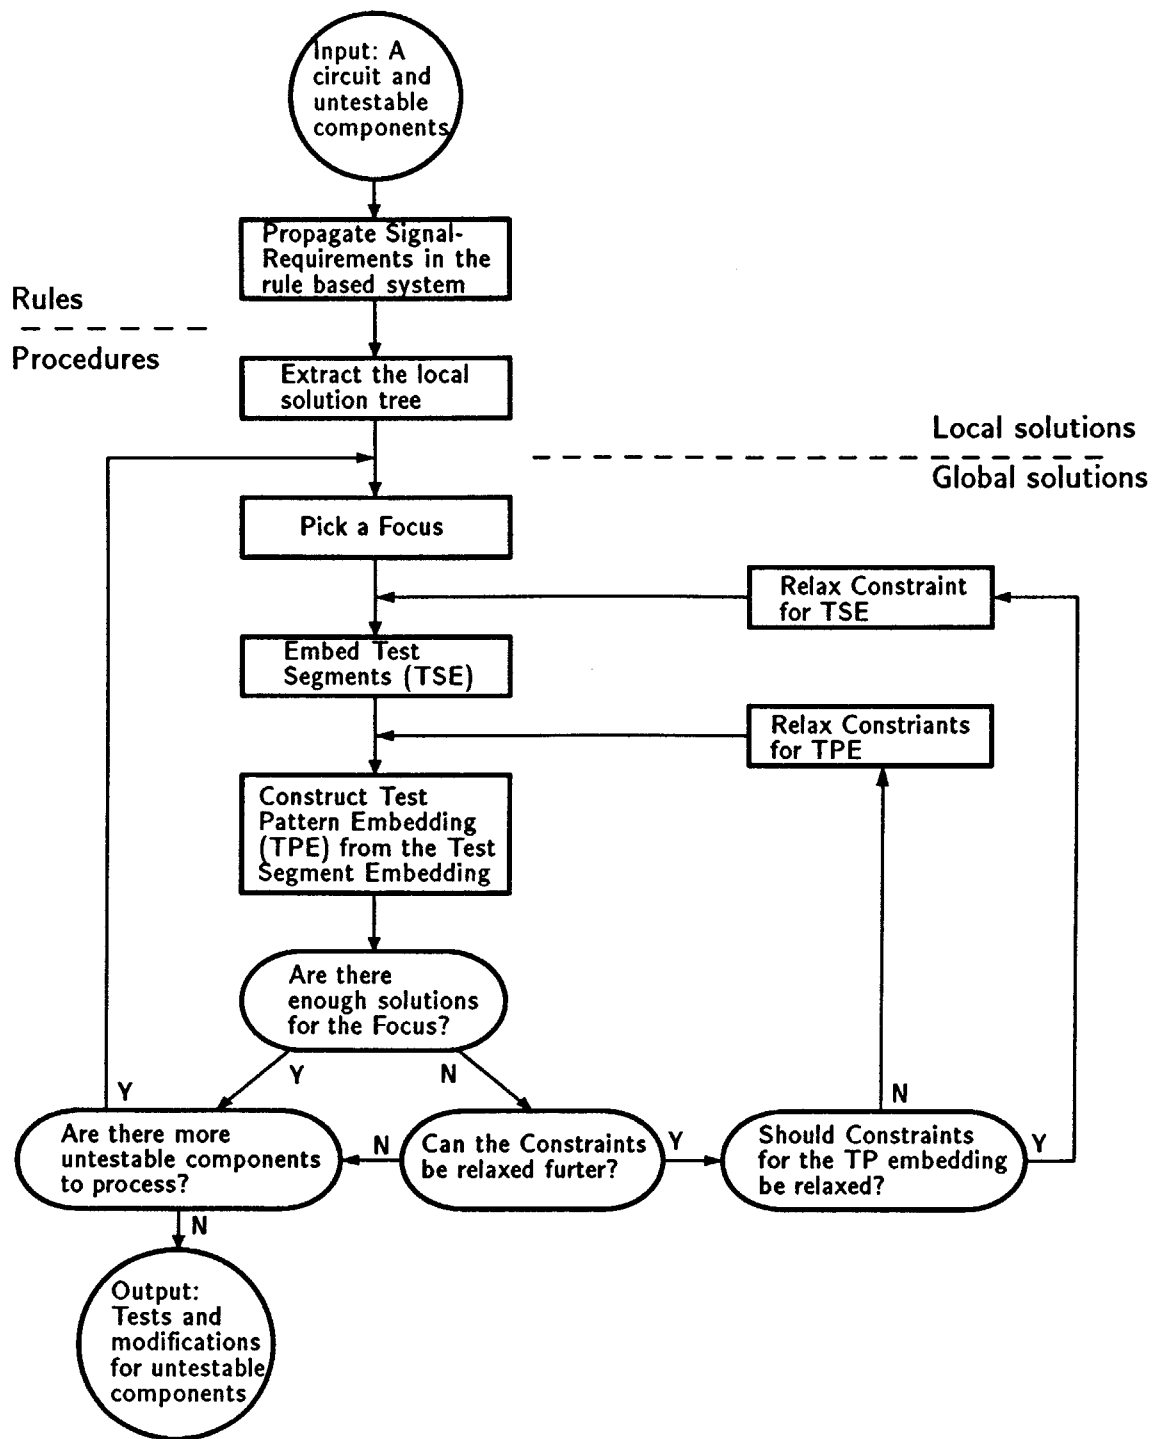 Input: A
circuit and
untestable
components
Propagate Signal-
Requirements in the
rule based system
Rules
Procedures
Extract the local
solution tree
Local solutions
Global solutions
Pick a Focus
Relax Constraint
for TSE
Embed Test
Segments (TSE)
Relax Constriants
for TPE
Construct Test
Pattern Embedding
(TPE) from the Test
Segment Embedding
Are there
enough solutions
for the Focus?
Y
N
Y
N
Are there more
untestable components
to process?
N
Can the Constraints
be relaxed furter?
Y
Should Constraints
for the TP embedding
be relaxed?
Y
N
Output:
Tests and
modifications
for untestable
components